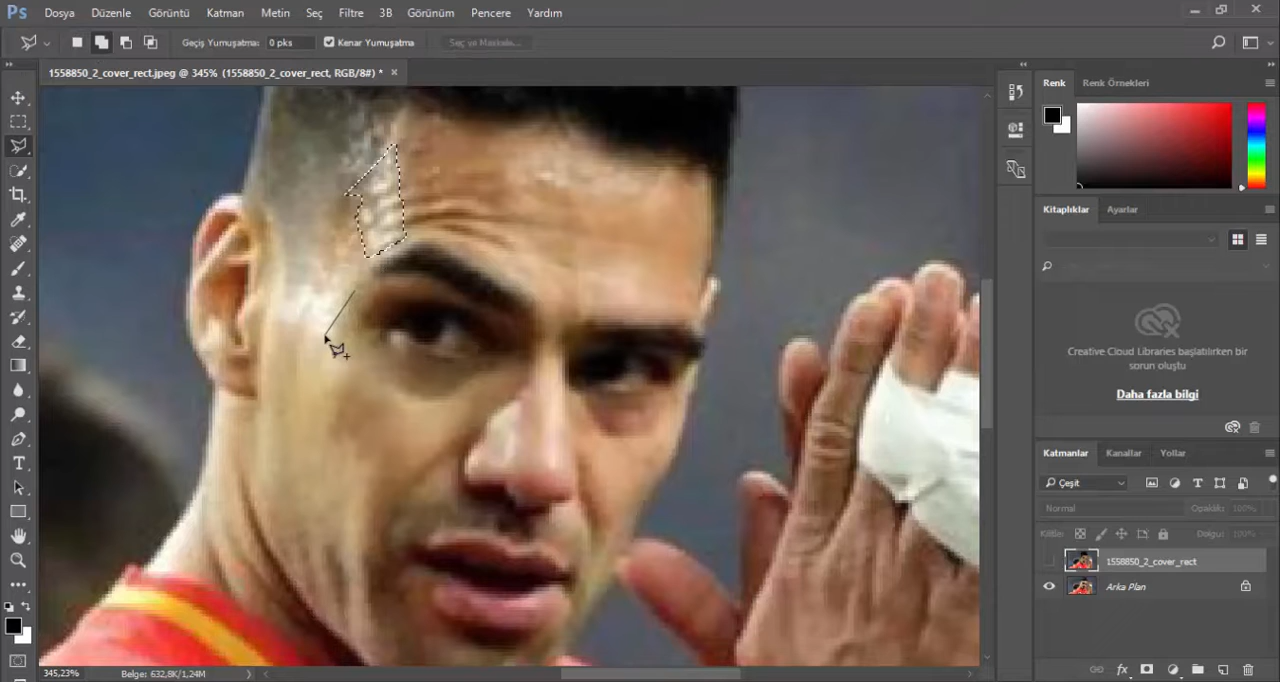 Ps Dosya Düzenle Görüntü Katman Metin Seç Filtre 3B Görünüm Pencere Yardım
Geçiş Yumuşatma: 0 pks Kenar Yumuşatma Seç ve Maskele...
1558850_2_cover_rect.jpeg @ 345% (1558850_2_cover_rect, RGB/8#) * ×
Renk Renk Örnekleri
Kitaplıklar Ayarlar
Creative Cloud Libraries başlatılırken bir
sorun oluştu
Daha fazla bilgi
Katmanlar Kanallar Yollar
Çeşit
Normal Opaklık: 100%
Kilitle: Dolgu: 100%
1558850_2_cover_rect
Arka Plan
345,23% Belge: 632,8K/1,24M